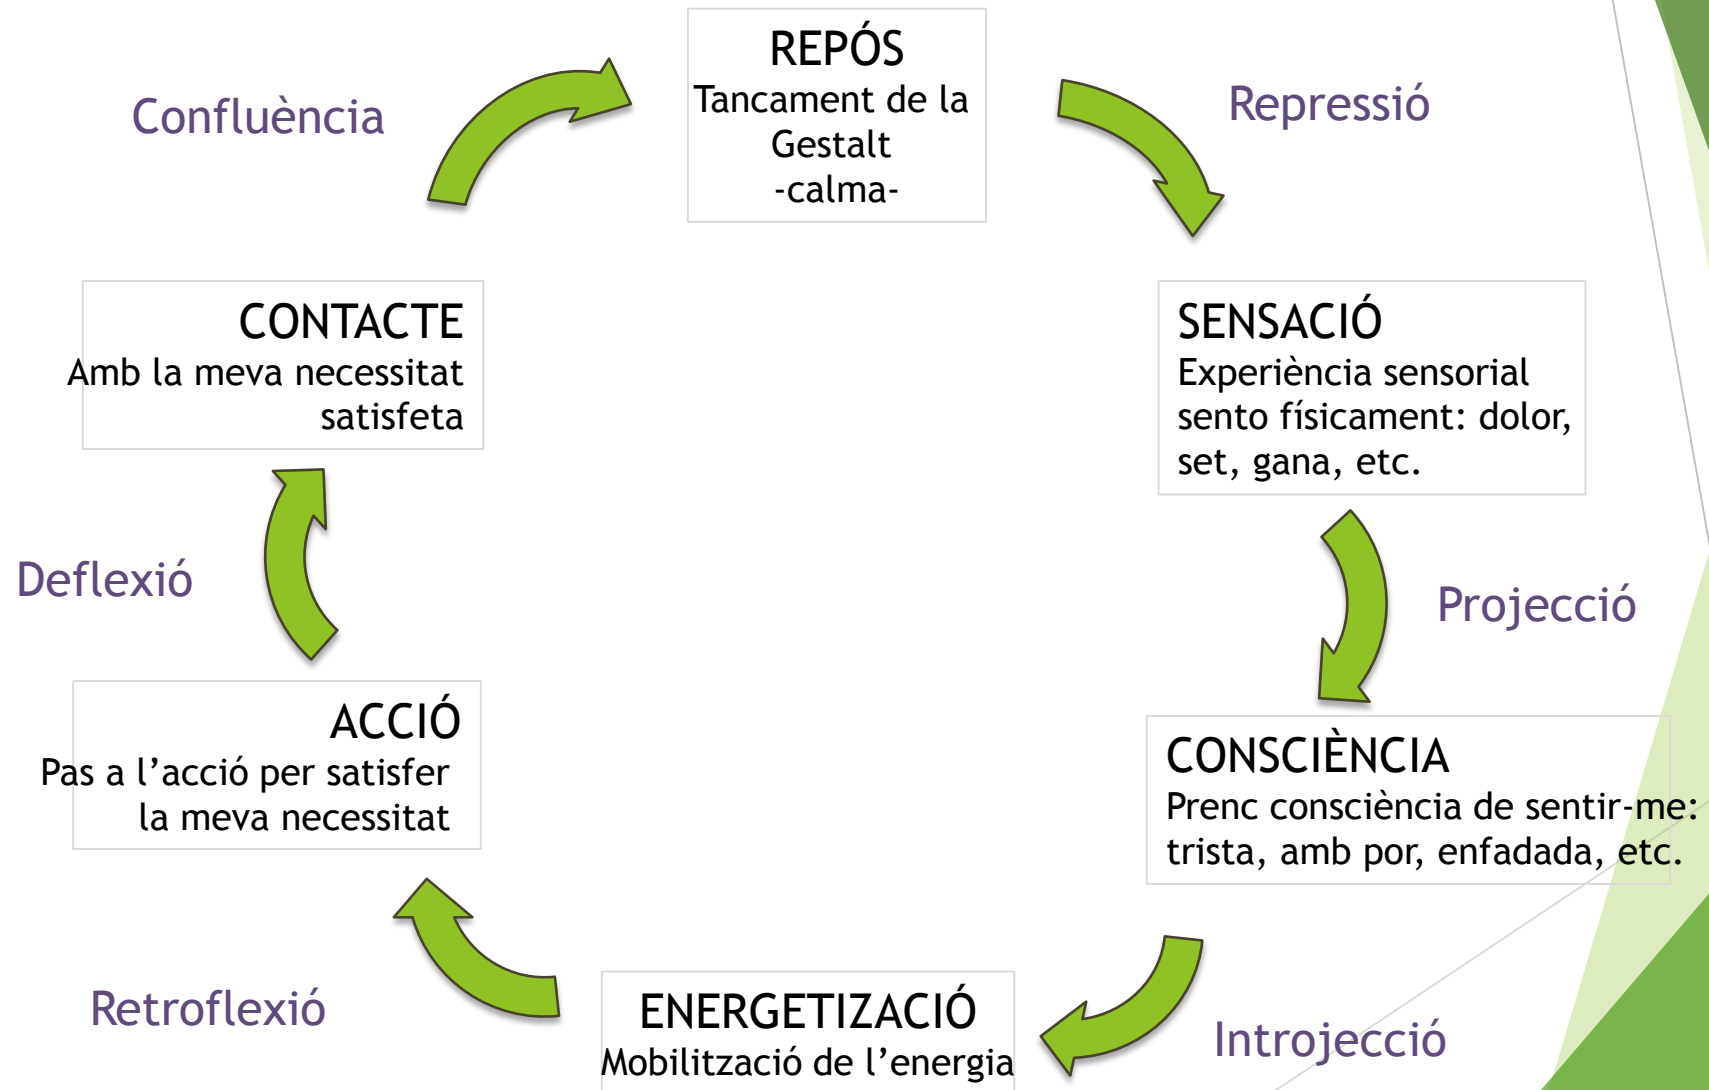 REPÓS
Tancament de la
Gestalt
-calma-
Repressió
SENSACIÓ
Experiència sensorial
sento físicament: dolor,
set, gana, etc.
Projecció
CONSCIÈNCIA
Prenc consciència de sentir-me:
trista, amb por, enfadada, etc.
Introjecció
ENERGETIZACIÓ
Mobilització de l’energia
Retroflexió
ACCIÓ
Pas a l’acció per satisfer
la meva necessitat
Deflexió
CONTACTE
Amb la meva necessitat
satisfeta
Confluència